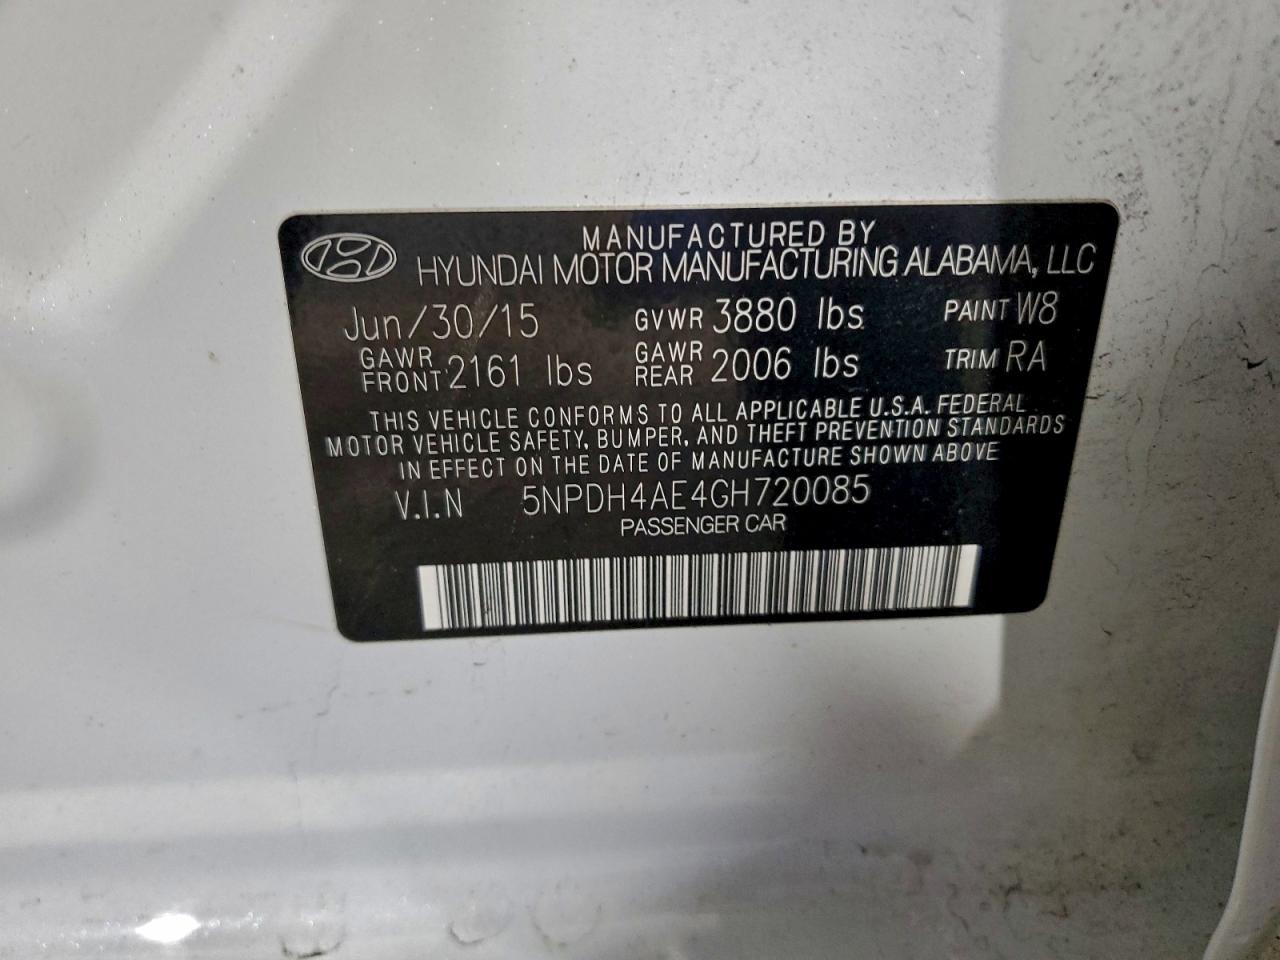 MANUFACTURED BY
HYUNDAI MOTOR MANUFACTURING ALABAMA, LLC
Jun/30/15 GVWR 3880 lbs PAINT W8
GAWR FRONT 2161 lbs GAWR REAR 2006 lbs TRIM RA
THIS VEHICLE CONFORMS TO ALL APPLICABLE U.S.A. FEDERAL
MOTOR VEHICLE SAFETY, BUMPER, AND THEFT PREVENTION STANDARDS
IN EFFECT ON THE DATE OF MANUFACTURE SHOWN ABOVE
V.I.N 5NPDH4AE4GH720085
PASSENGER CAR